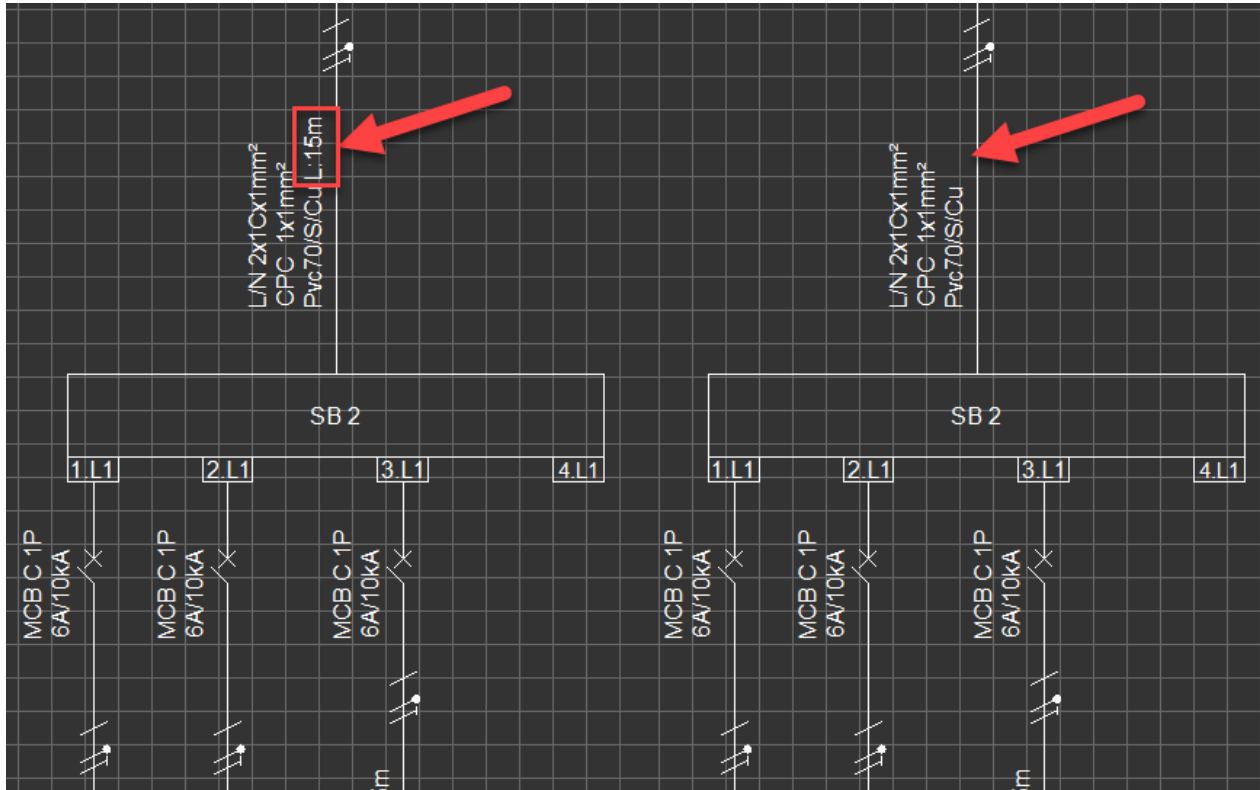 L/N 2x1Cx1mm²
CPC 1x1mm²
Pvc70/S/Cu L:15m
L/N 2x1Cx1mm²
CPC 1x1mm²
Pvc70/S/Cu
SB 2
SB 2
1.L1
2.L1
3.L1
4.L1
1.L1
2.L1
3.L1
4.L1
MCB C 1P
6A/10kA
MCB C 1P
6A/10kA
MCB C 1P
6A/10kA
MCB C 1P
6A/10kA
MCB C 1P
6A/10kA
MCB C 1P
6A/10kA